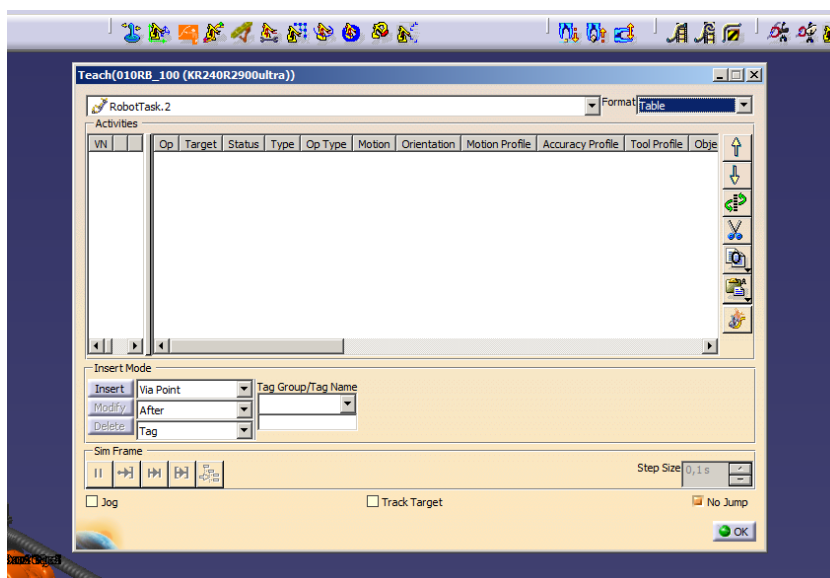 Teach(010RB_100 (KR240R2900ultra))
RobotTask.2 Format Table
Activities
VN Op Target Status Type Op Type Motion Orientation Motion Profile Accuracy Profile Tool Profile Obje
Insert Mode
Insert Via Point Tag Group/Tag Name
Modify After
Delete Tag
Sim Frame
Step Size 0,1 s
Jog Track Target No Jump
OK